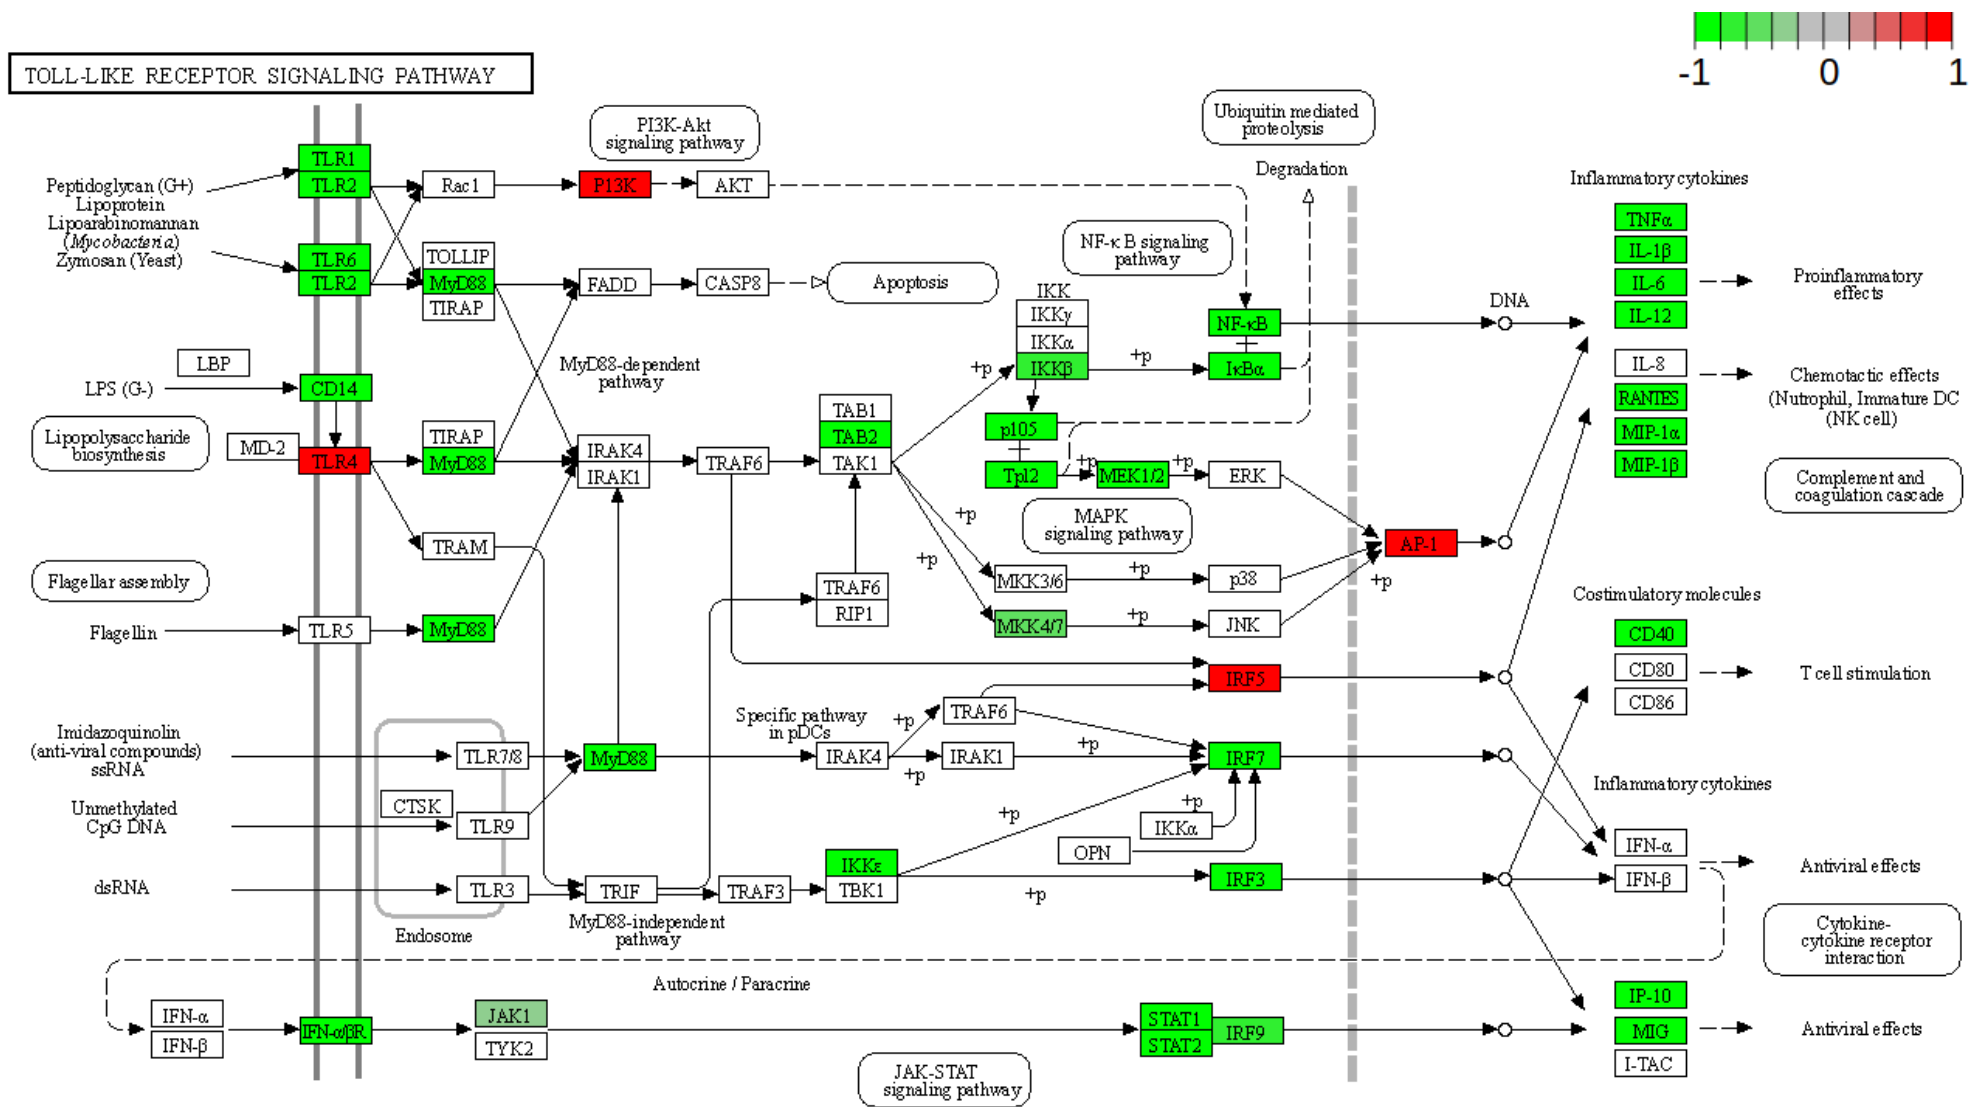 -1 0 1
TOLL-LIKE RECEPTOR SIGNALING PATHWAY
PI3K-Akt
signaling pathway
Ubiquitin mediated
proteolysis
Degradation
Peptidoglycan (G+)
Lipoprotein
Lipoarabinomannan
(Mycobacteria)
Zymosan (Yeast)
TLR1
TLR2
TLR6
TLR2
Rac1
P13K
AKT
TOLLIP
MyD88
TIRAP
FADD
CASP8
Apoptosis
NF-κ B signaling
pathway
IKK
IKKγ
IKKα
IKKβ
+p
+p
NF-κB
IκBα
DNA
Inflammatory cytokines
TNFα
IL-1β
IL-6
IL-12
Proinflammatory
effects
IL-8
RANTES
MIP-1α
MIP-1β
Chemotactic effects
(Nutrophil, Immature DC
(NK cell)
Complement and
coagulation cascade
LBP
LPS (G-)
CD14
Lipopolysaccharide
biosynthesis
MD-2
TLR4
MyD88-dependent
pathway
TIRAP
MyD88
IRAK4
IRAK1
TRAF6
TAB1
TAB2
TAK1
p105
Tpl2
+p
MEK1/2
+p
ERK
MAPK
signaling pathway
+p
+p
AP-1
+p
TRAM
Flagellar assembly
Flagellin
TLR5
MyD88
TRAF6
RIP1
MKK3/6
+p
p38
MKK4/7
+p
JNK
IRF5
Costimulatory molecules
CD40
CD80
CD86
T cell stimulation
Imidazoquinolin
(anti-viral compounds)
ssRNA
TLR7/8
MyD88
Specific pathway
in pDCs
IRAK4
+p
+p
TRAF6
IRAK1
+p
IRF7
Unmethylated
CpG DNA
CTSK
TLR9
+p
+p
IKKα
OPN
Inflammatory cytokines
IFN-α
IFN-β
Antiviral effects
dsRNA
TLR3
TRIF
TRAF3
IKKε
TBK1
+p
IRF3
Endosome
MyD88-independent
pathway
Cytokine-
cytokine receptor
interaction
Autocrine / Paracrine
IFN-α
IFN-β
IFN-α/βR
JAK1
TYK2
STAT1
STAT2
IRF9
JAK-STAT
signaling pathway
IP-10
MIG
I-TAC
Antiviral effects